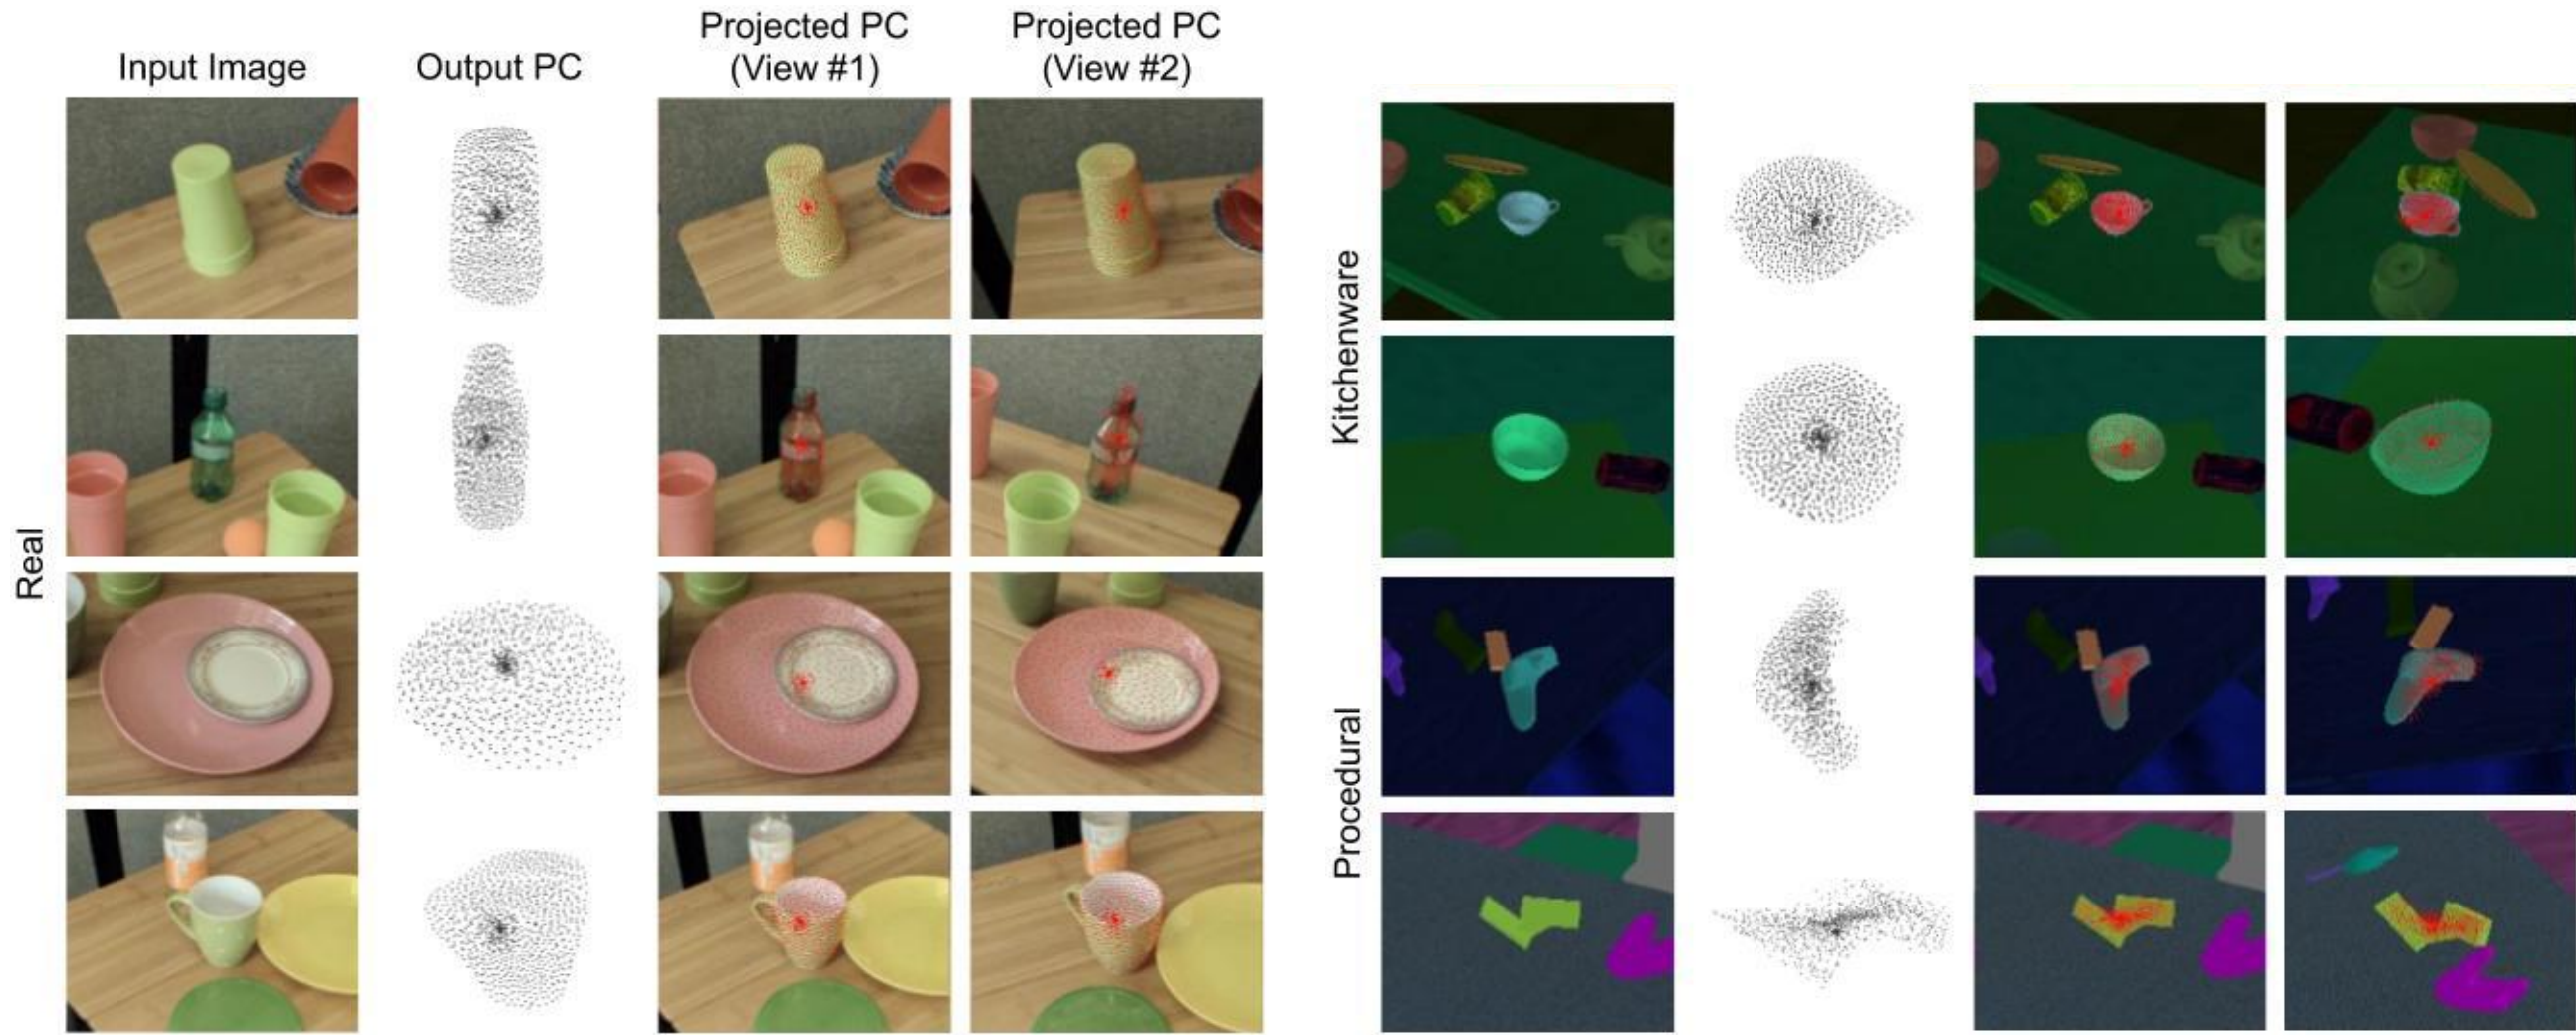 Input Image
Output PC
Projected PC
(View #1)
Projected PC
(View #2)
Real
Kitchenware
Procedural